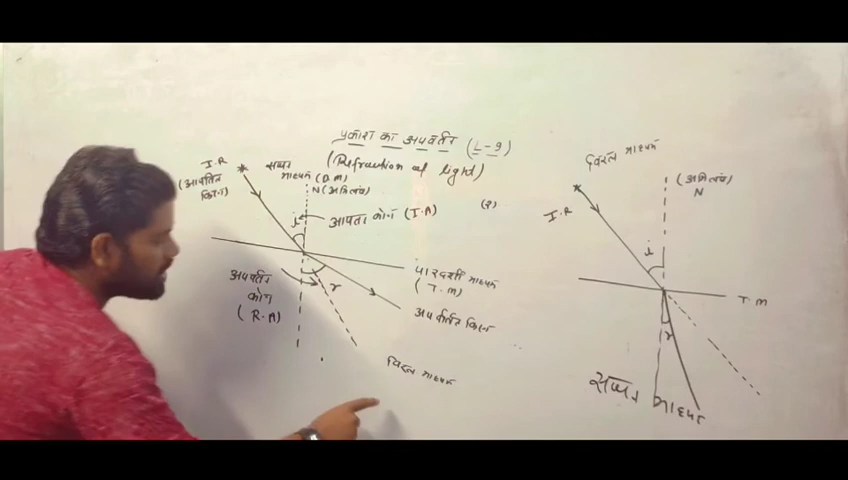 प्रकाश का अपवर्तन (L-9)
(Refraction of light)
I.R
(आपतित
किरण)
सघन
माध्यम (D.M)
N (अभिलंब)
i
आपतन कोण (I.A)
पारदर्शी माध्यम
(T.M)
अपवर्तन
कोण
(R.A)
r
अपवर्तित किरण
विरल माध्यम
(२)
विरल माध्यम
(अभिलंब)
N
I.R
i
T.M
r
सघन माध्यम